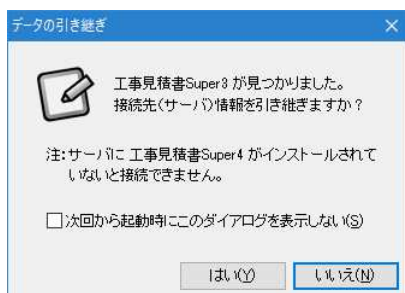 データの引き継ぎ
工事見積書Super3 が見つかりました。
接続先(サーバ)情報を引き継ぎますか？
注:サーバに 工事見積書Super4 がインストールされて
いないと接続できません。
次回から起動時にこのダイアログを表示しない(S)
はい(Y)
いいえ(N)